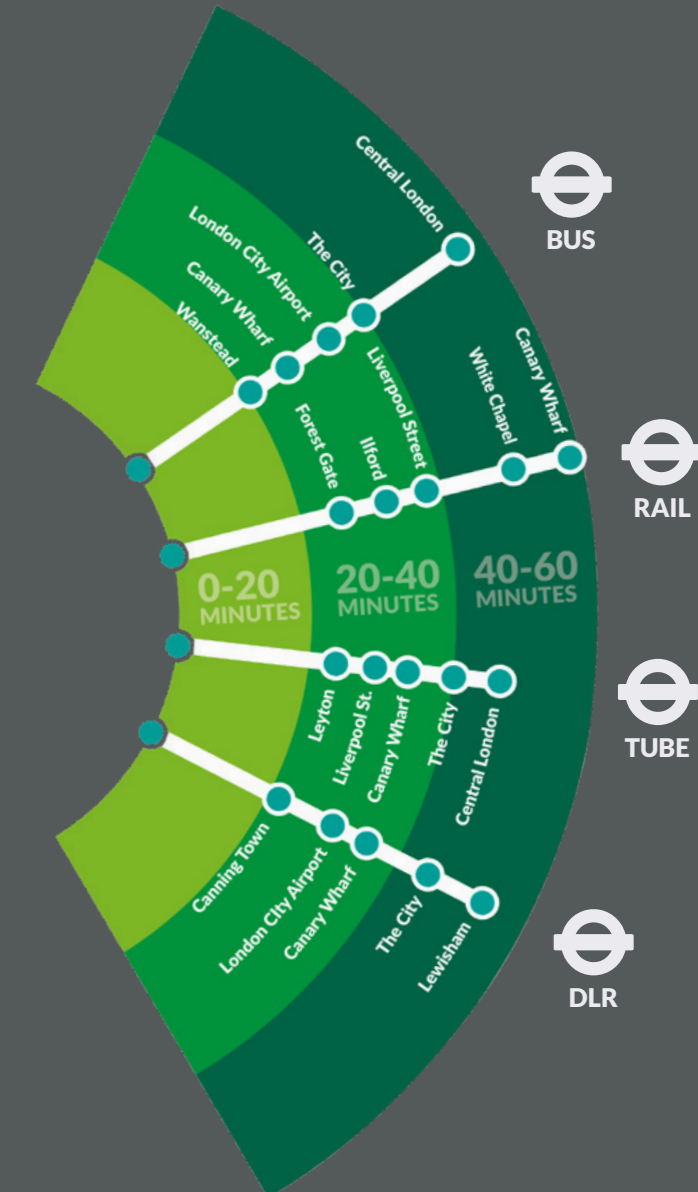 Central London
The City
London City Airport
Canary Wharf
Wanstead
BUS
Canary Wharf
White Chapel
Liverpool Street
Ilford
Forest Gate
RAIL
0-20
MINUTES
20-40
MINUTES
40-60
MINUTES
Leyton
Liverpool St.
Canary Wharf
The City
Central London
TUBE
Canning Town
London City Airport
Canary Wharf
The City
Lewisham
DLR